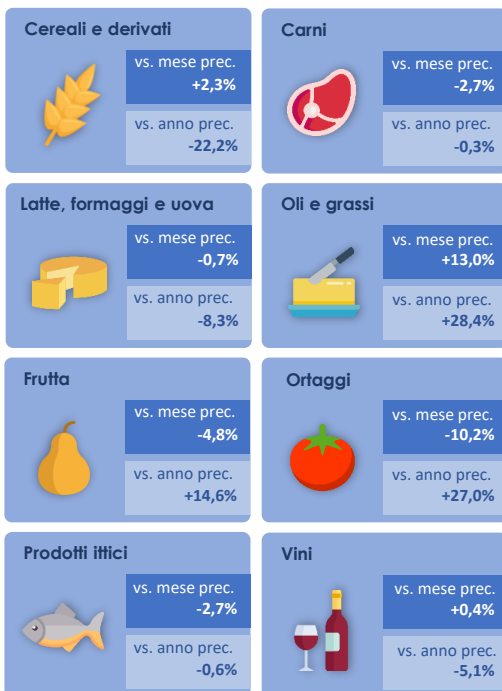 Cereali e derivati
vs. mese prec.
+2,3%
vs. anno prec.
-22,2%
Carni
vs. mese prec.
-2,7%
vs. anno prec.
-0,3%
Latte, formaggi e uova
vs. mese prec.
-0,7%
vs. anno prec.
-8,3%
Oli e grassi
vs. mese prec.
+13,0%
vs. anno prec.
+28,4%
Frutta
vs. mese prec.
-4,8%
vs. anno prec.
+14,6%
Ortaggi
vs. mese prec.
-10,2%
vs. anno prec.
+27,0%
Prodotti ittici
vs. mese prec.
-2,7%
vs. anno prec.
-0,6%
Vini
vs. mese prec.
+0,4%
vs. anno prec.
-5,1%